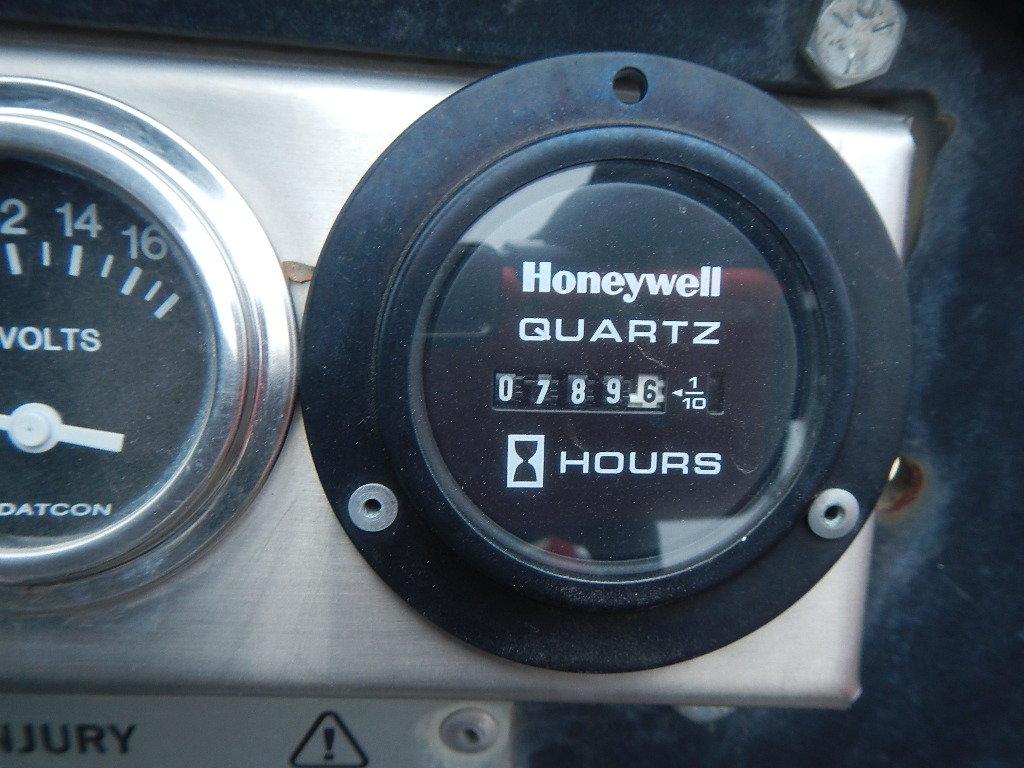 2 14 16
VOLTS
DATCON
Honeywell
QUARTZ
0 7 8 9 6 1/10
HOURS
NJURY